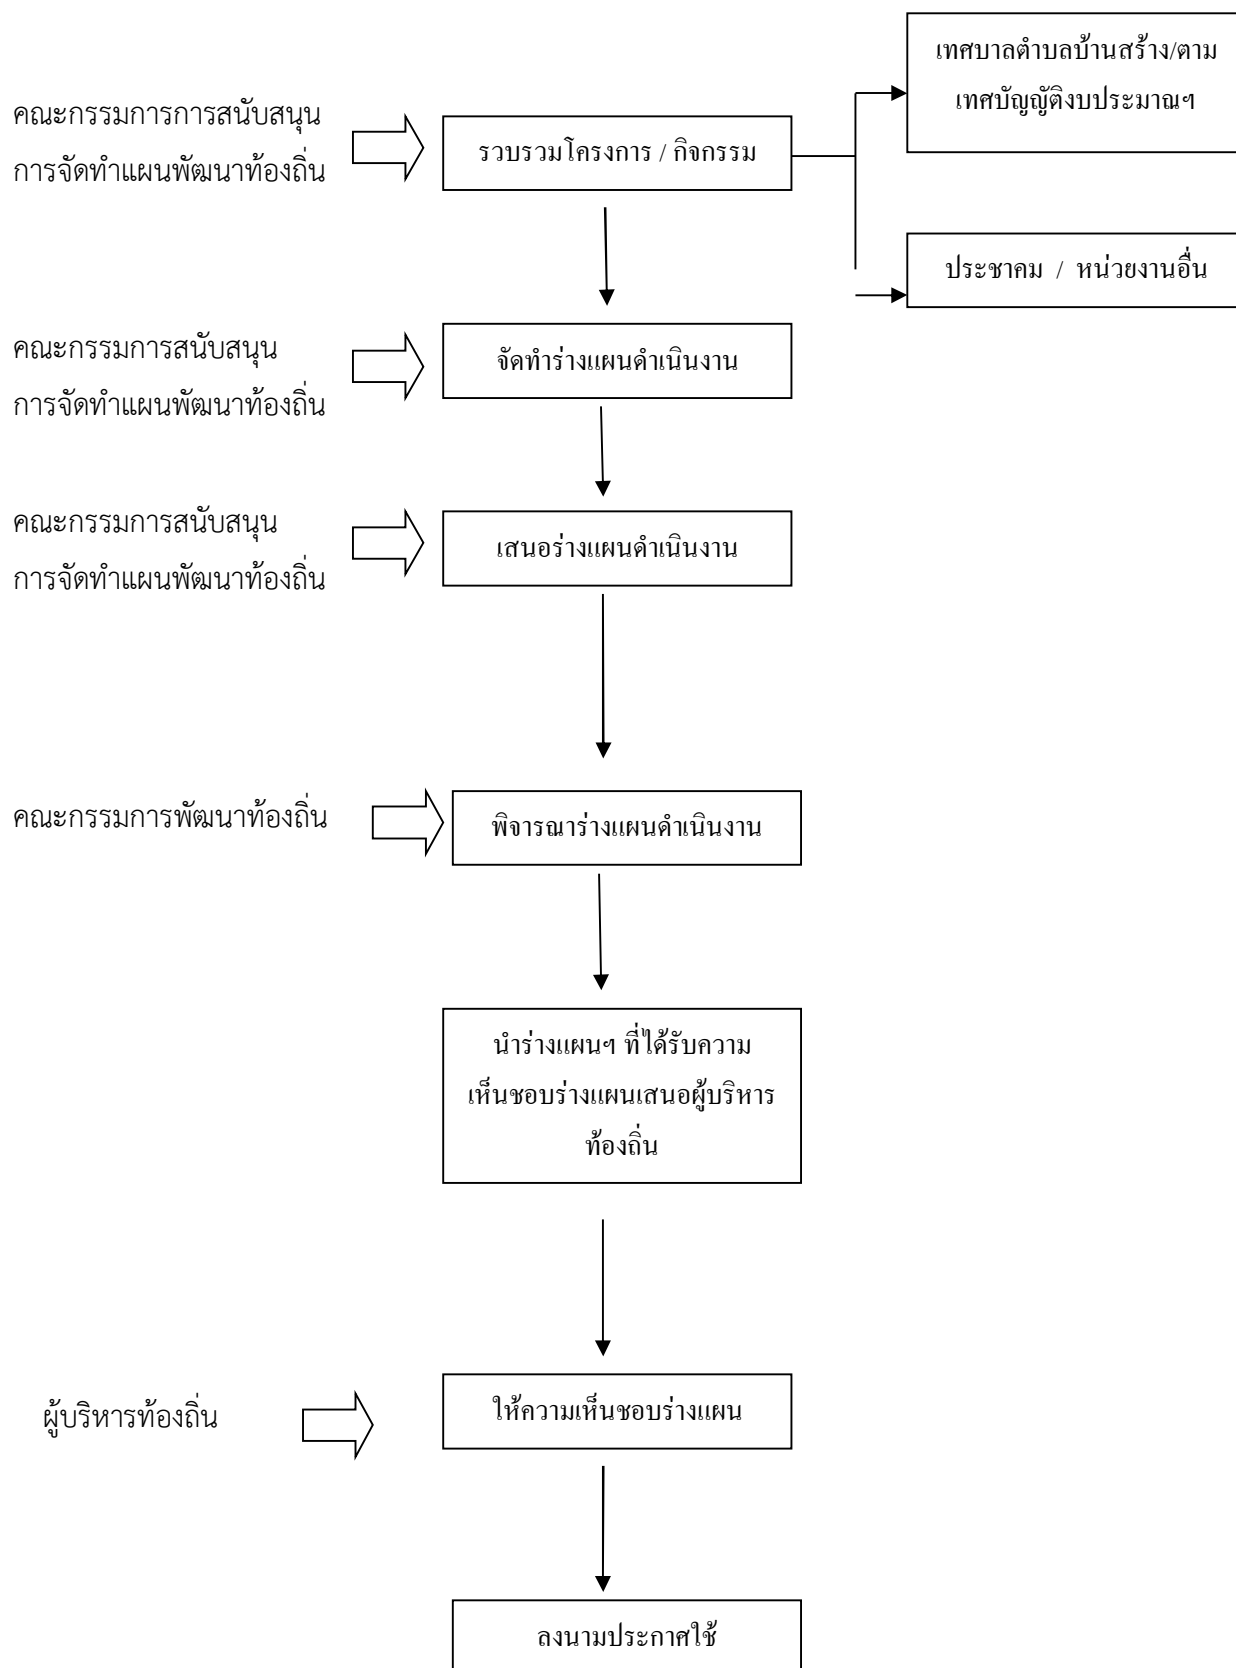 เทศบาลตำบลบ้านสร้าง/ตาม
เทศบัญญัติงบประมาณฯ
คณะกรรมการการสนับสนุน
การจัดทำแผนพัฒนาท้องถิ่น
รวบรวมโครงการ / กิจกรรม
ประชาคม / หน่วยงานอื่น
คณะกรรมการสนับสนุน
การจัดทำแผนพัฒนาท้องถิ่น
จัดทำร่างแผนดำเนินงาน
คณะกรรมการสนับสนุน
การจัดทำแผนพัฒนาท้องถิ่น
เสนอร่างแผนดำเนินงาน
คณะกรรมการพัฒนาท้องถิ่น
พิจารณาร่างแผนดำเนินงาน
นำร่างแผนฯ ที่ได้รับความ
เห็นชอบร่างแผนเสนอผู้บริหาร
ท้องถิ่น
ผู้บริหารท้องถิ่น
ให้ความเห็นชอบร่างแผน
ลงนามประกาศใช้